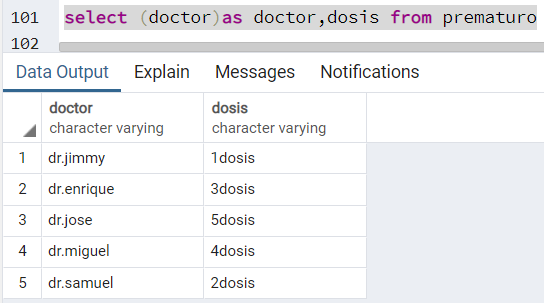 101 select (doctor)as doctor,dosis from prematuro
102
Data Output Explain Messages Notifications
doctor dosis
character varying character varying
1 dr.jimmy 1dosis
2 dr.enrique 3dosis
3 dr.jose 5dosis
4 dr.miguel 4dosis
5 dr.samuel 2dosis